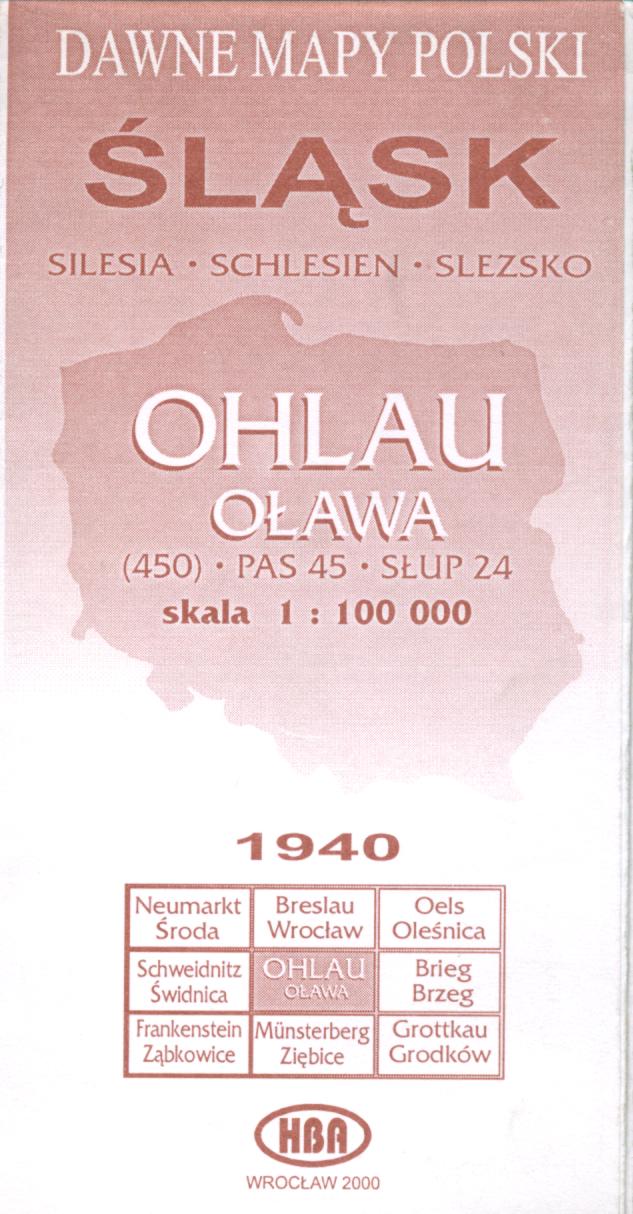 DAWNE MAPY POLSKI
ŚLĄSK
SILESIA • SCHLESIEN • SLEZSKO
OHLAU
OŁAWA
(450) • PAS 45 • SŁUP 24
skala 1 : 100 000
1940
Neumarkt
Środa
Breslau
Wrocław
Oels
Oleśnica
Schweidnitz
Świdnica
OHLAU
OŁAWA
Brieg
Brzeg
Frankenstein
Ząbkowice
Münsterberg
Ziębice
Grottkau
Grodków
HBA
WROCŁAW 2000